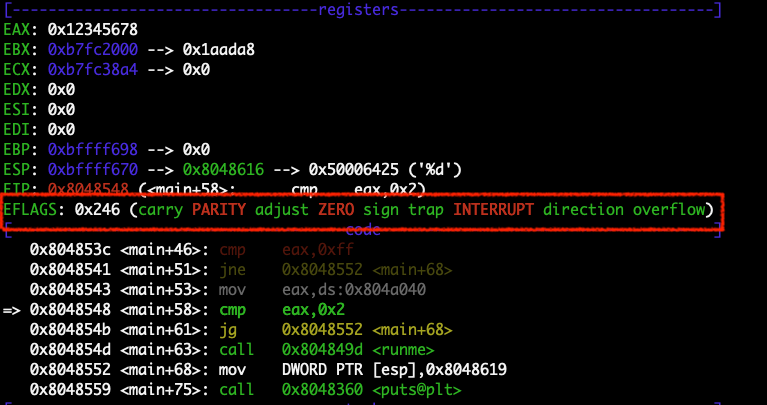 [----------------------------------registers-----------------------------------]
EAX: 0x12345678
EBX: 0xb7fc2000 --> 0x1aada8
ECX: 0xb7fc38a4 --> 0x0
EDX: 0x0
ESI: 0x0
EDI: 0x0
EBP: 0xbffff698 --> 0x0
ESP: 0xbffff670 --> 0x8048616 --> 0x50006425 ('%d')
EIP: 0x8048548 (<main+58>: cmp eax,0x2)
EFLAGS: 0x246 (carry PARITY adjust ZERO sign trap INTERRUPT direction overflow)
code
0x804853c <main+46>: cmp eax,0xff
0x8048541 <main+51>: jne 0x8048552 <main+68>
0x8048543 <main+53>: mov eax,ds:0x804a040
=> 0x8048548 <main+58>: cmp eax,0x2
0x804854b <main+61>: jg 0x8048552 <main+68>
0x804854d <main+63>: call 0x804849d <runme>
0x8048552 <main+68>: mov DWORD PTR [esp],0x8048619
0x8048559 <main+75>: call 0x8048360 <puts@plt>